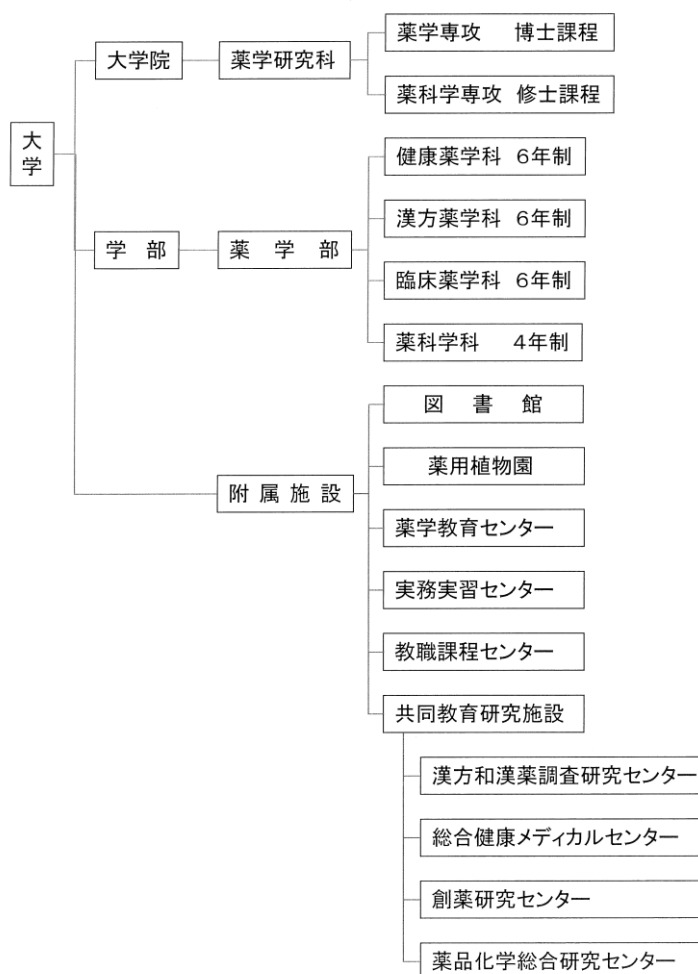 大学
大学院
薬学研究科
薬学専攻 博士課程
薬科学専攻 修士課程
学部
薬学部
健康薬学科 6年制
漢方薬学科 6年制
臨床薬学科 6年制
薬科学科 4年制
附属施設
図書館
薬用植物園
薬学教育センター
実務実習センター
教職課程センター
共同教育研究施設
漢方和漢薬調査研究センター
総合健康メディカルセンター
創薬研究センター
薬品化学総合研究センター